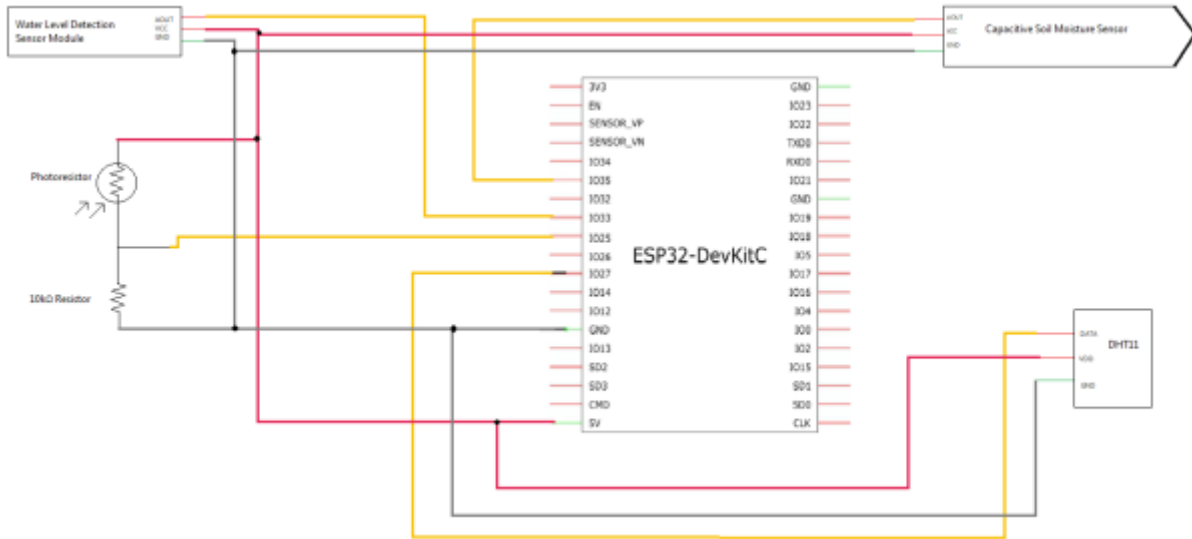 Water Level Detection
Sensor Module
AOUT
VCC
GND
AOUT
VCC
GND
Capacitive Soil Moisture Sensor
Photoresistor
10kΩ Resistor
ESP32-DevKitC
3V3
EN
SENSOR_VP
SENSOR_VN
IO34
IO35
IO32
IO33
IO25
IO26
IO27
IO14
IO12
GND
IO13
SD2
SD3
CMD
5V
GND
IO23
IO22
TXD0
RXD0
IO21
GND
IO19
IO18
IO5
IO17
IO16
IO4
IO0
IO2
IO15
SD1
SD0
CLK
DATA
VDD
GND
DHT11